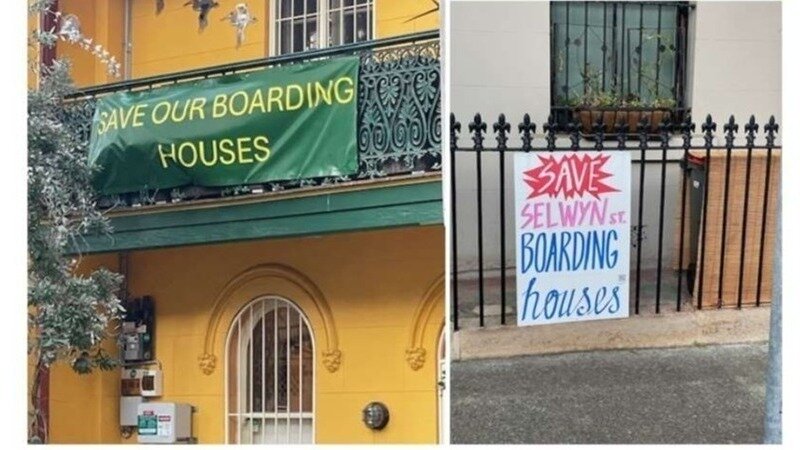 SAVE OUR BOARDING
HOUSES
SAVE
SELWYN ST.
BOARDING
houses